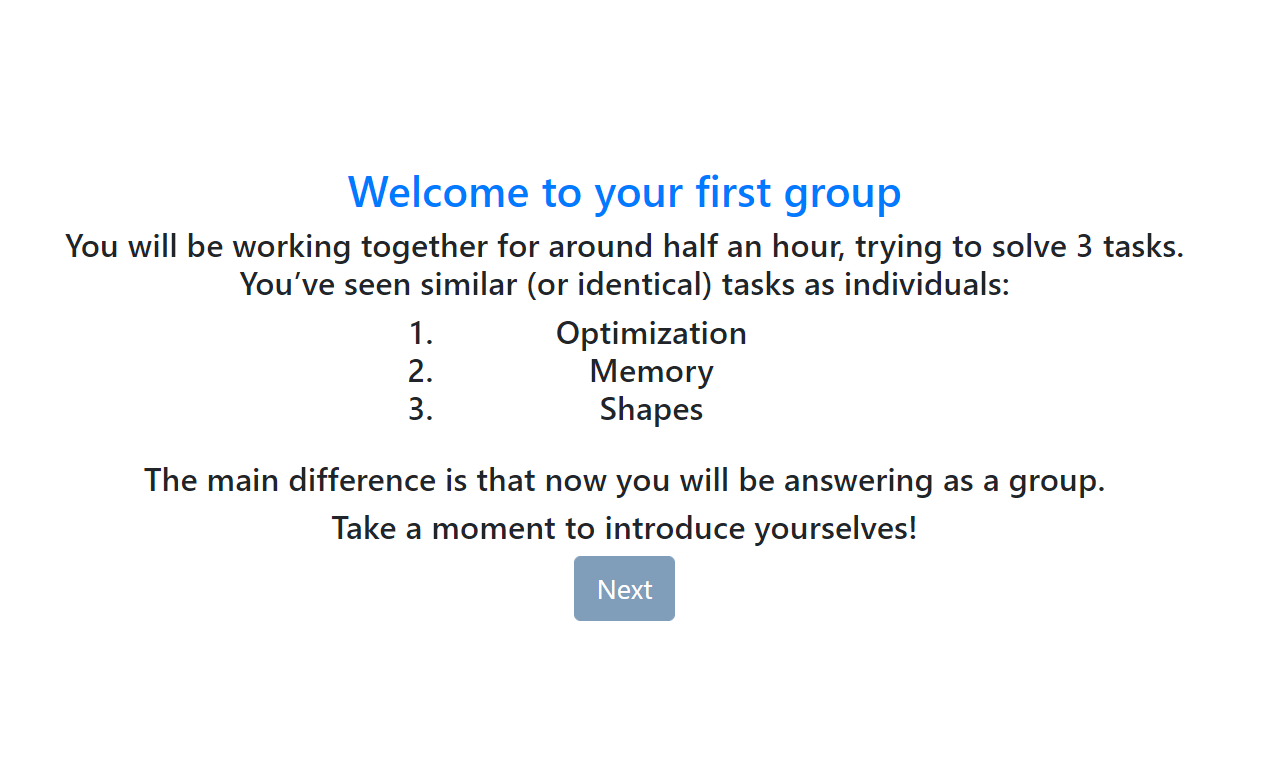 Welcome to your first group
You will be working together for around half an hour, trying to solve 3 tasks.
You’ve seen similar (or identical) tasks as individuals:
1. Optimization
2. Memory
3. Shapes
The main difference is that now you will be answering as a group.
Take a moment to introduce yourselves!
Next